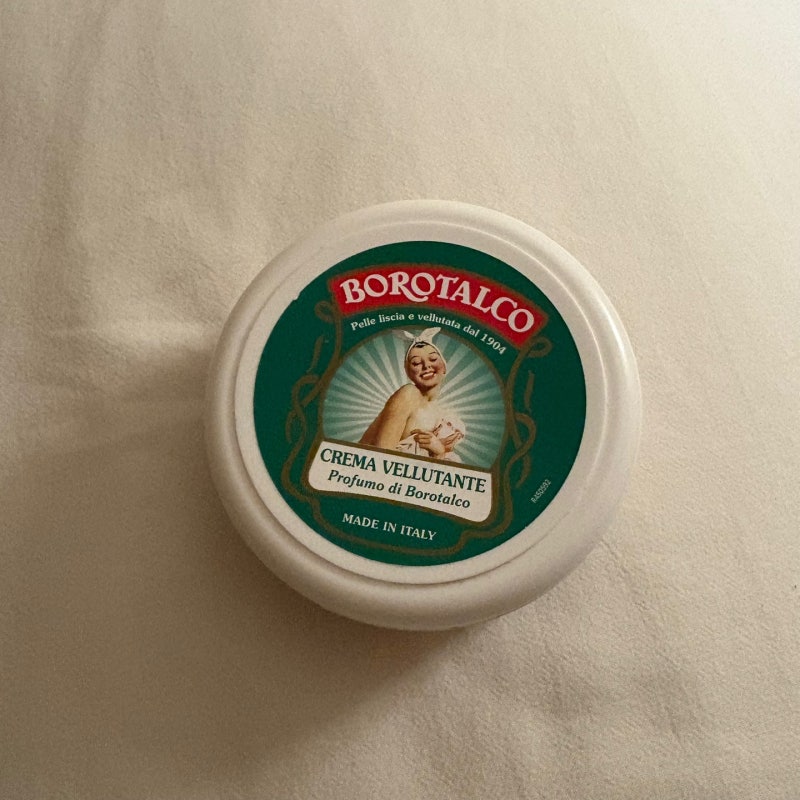 BOROTALCO
Pelle liscia e vellutata dal 1904
CREMA VELLUTANTE
Profumo di Borotalco
MADE IN ITALY